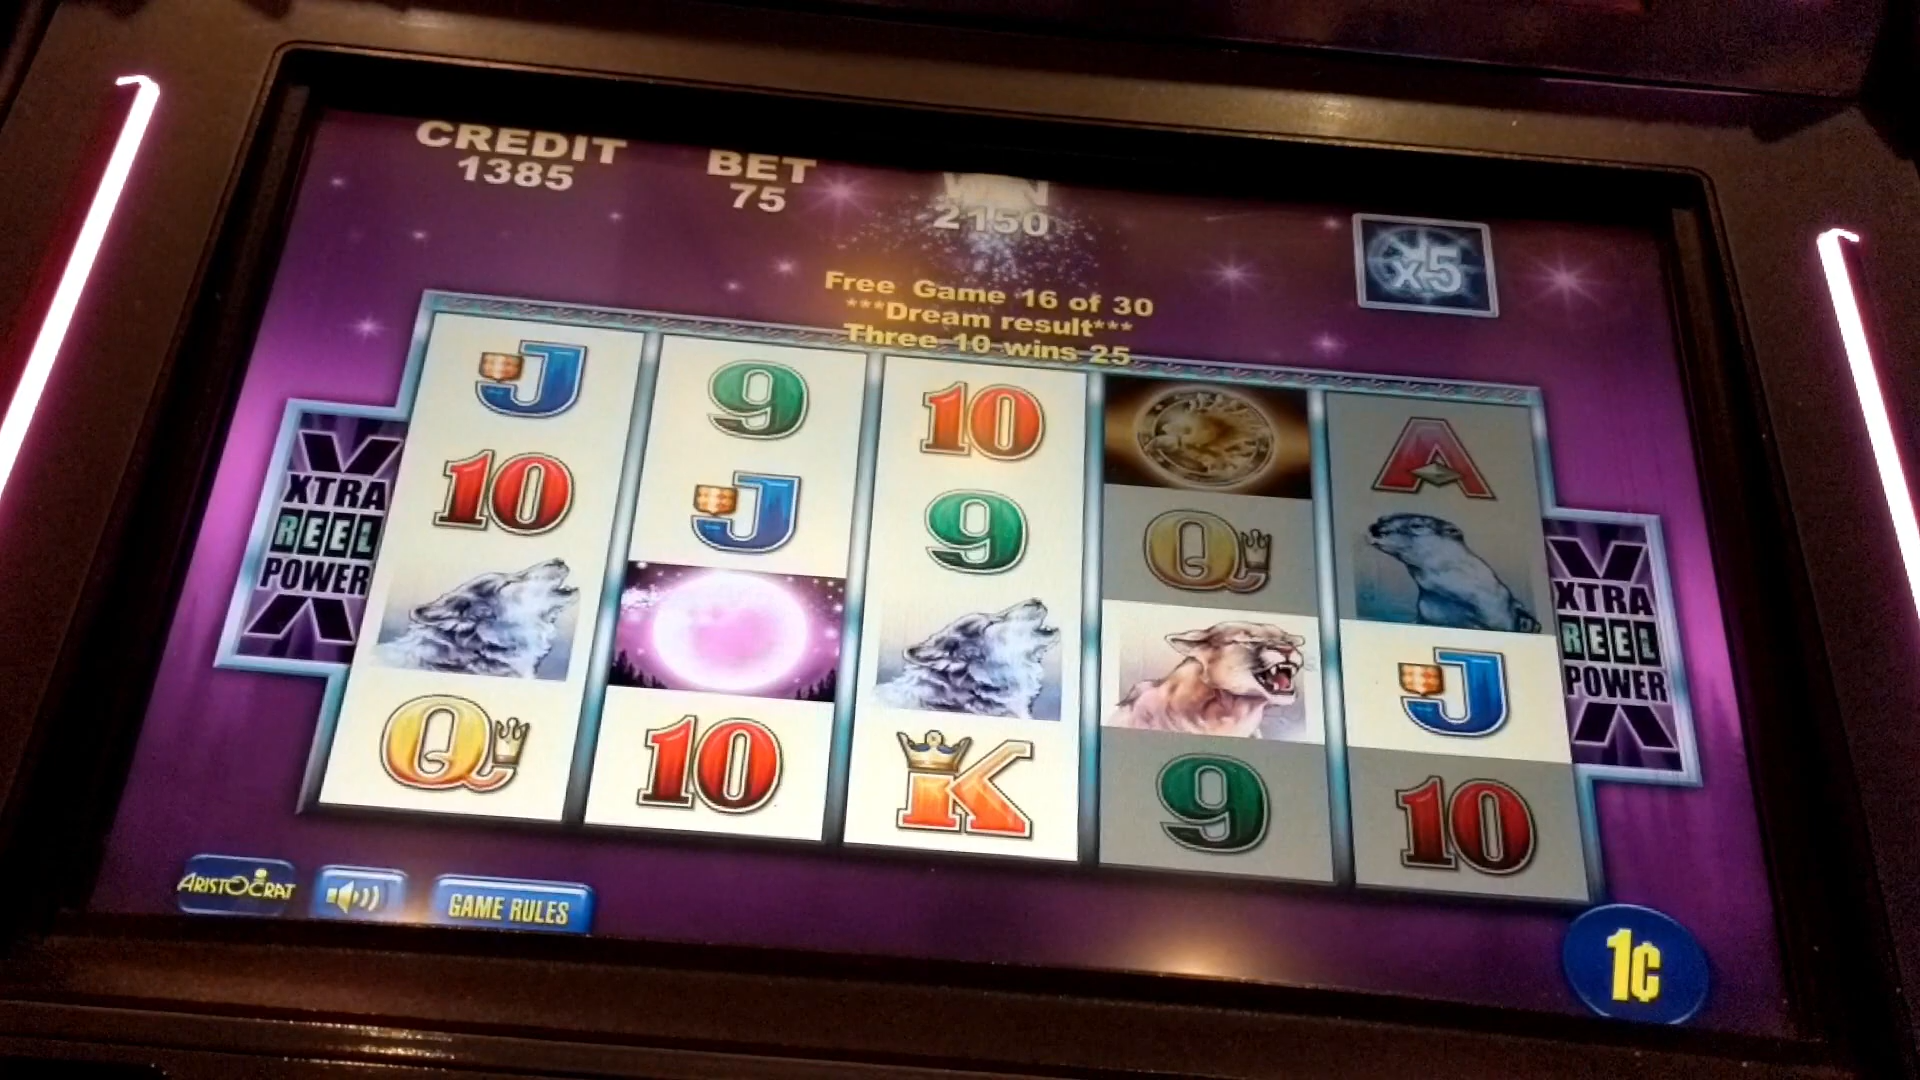 CREDIT
1385
BET
75
WIN
2150
x5
Free Game 16 of 30
***Dream result***
Three 10 wins 25
J 9 10
A
10 J 9 Q
XTRA
REEL
POWER
XTRA
REEL
POWER
J
Q 10 K 9 10
ARISTOCRAT
GAME RULES
1¢